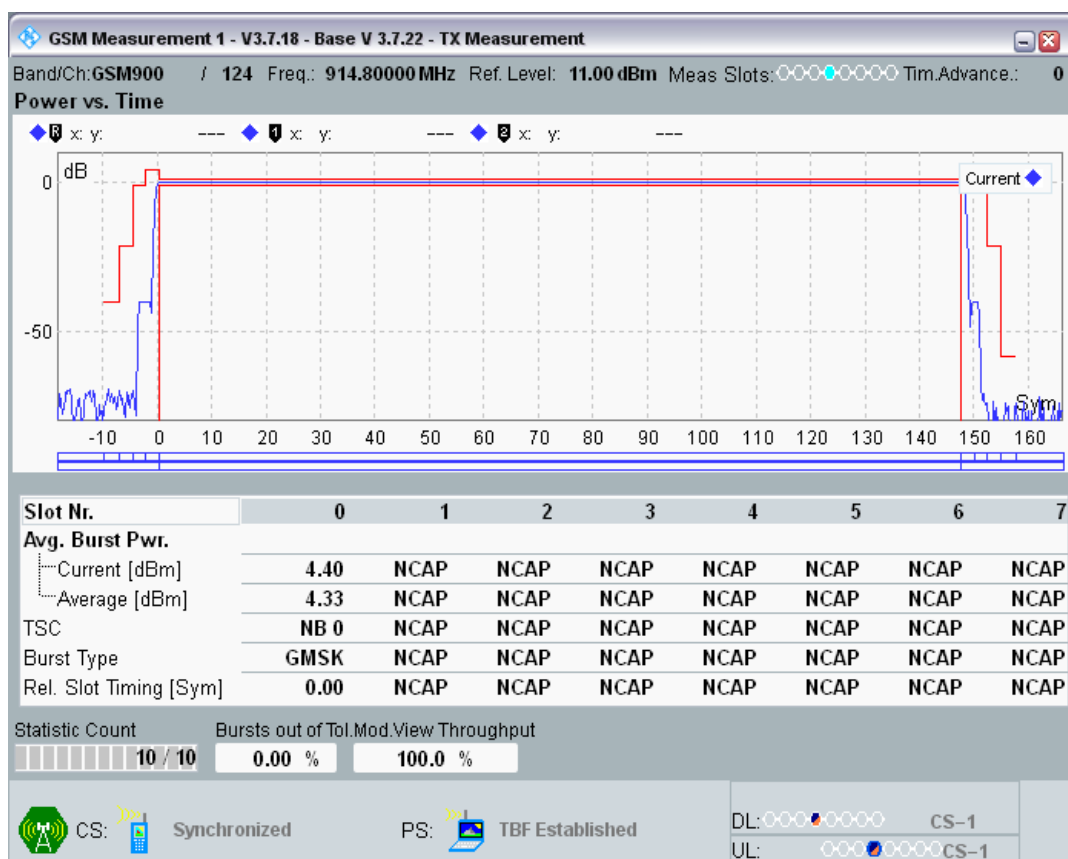 GSM Measurement 1 - V3.7.18 - Base V 3.7.22 - TX Measurement
Band/Ch:GSM900 / 124 Freq.: 914.80000 MHz Ref. Level: 11.00 dBm Meas Slots: Tim.Advance.: 0
Power vs. Time
R x: y: --- 1 x: y: --- 2 x: y: ---
dB
Current
0
-50
Sym
-10 0 10 20 30 40 50 60 70 80 90 100 110 120 130 140 150 160
Slot Nr. 0 1 2 3 4 5 6 7
Avg. Burst Pwr.
Current [dBm] 4.40 NCAP NCAP NCAP NCAP NCAP NCAP NCAP
Average [dBm] 4.33 NCAP NCAP NCAP NCAP NCAP NCAP NCAP
TSC NB 0 NCAP NCAP NCAP NCAP NCAP NCAP NCAP
Burst Type GMSK NCAP NCAP NCAP NCAP NCAP NCAP NCAP
Rel. Slot Timing [Sym] 0.00 NCAP NCAP NCAP NCAP NCAP NCAP NCAP
Statistic Count Bursts out of Tol. Mod.View Throughput
10 / 10 0.00 % 100.0 %
CS: Synchronized PS: TBF Established DL: CS-1
UL: CS-1